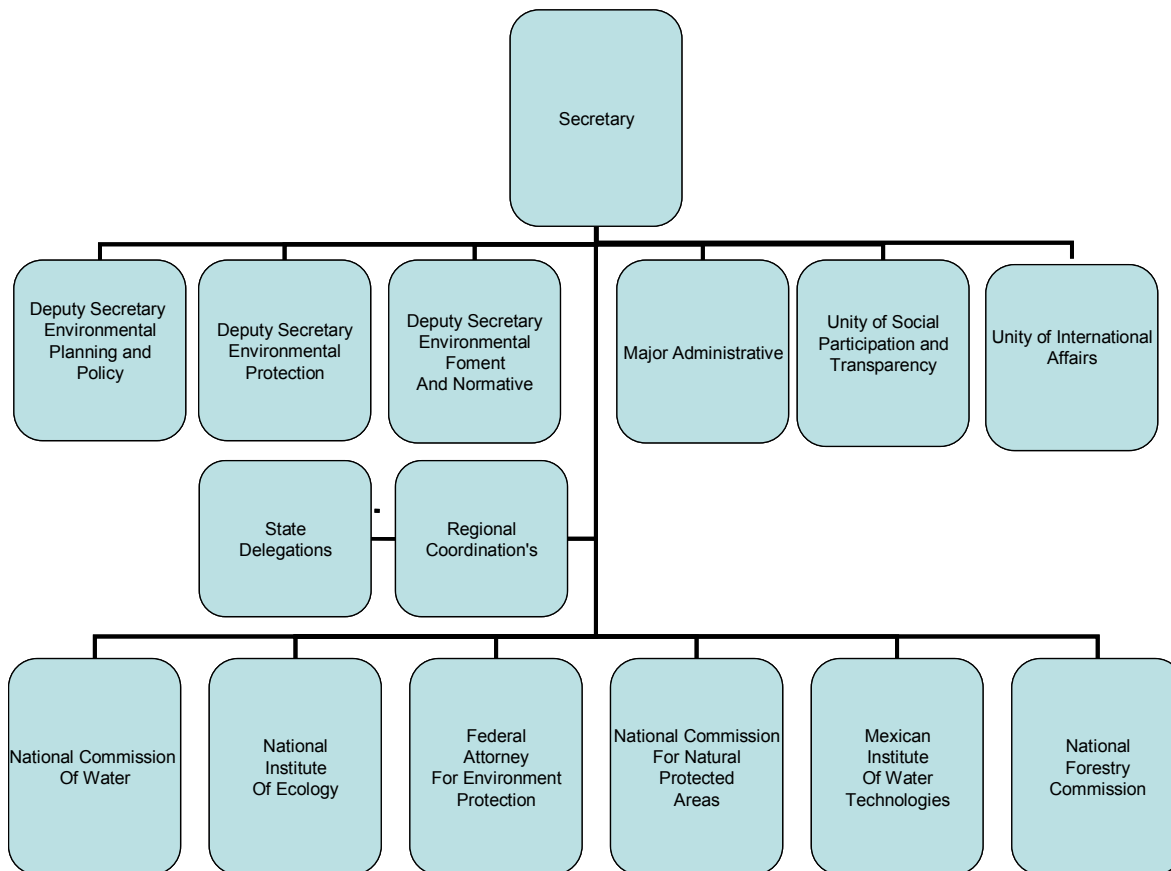 Secretary
Deputy Secretary
Environmental
Planning and
Policy
Deputy Secretary
Environmental
Protection
Deputy Secretary
Environmental
Foment
And Normative
Major Administrative
Unity of Social
Participation and
Transparency
Unity of International
Affairs
State
Delegations
-
Regional
Coordination's
National Commission
Of Water
National
Institute
Of Ecology
Federal
Attorney
For Environment
Protection
National Commission
For Natural
Protected
Areas
Mexican
Institute
Of Water
Technologies
National
Forestry
Commission